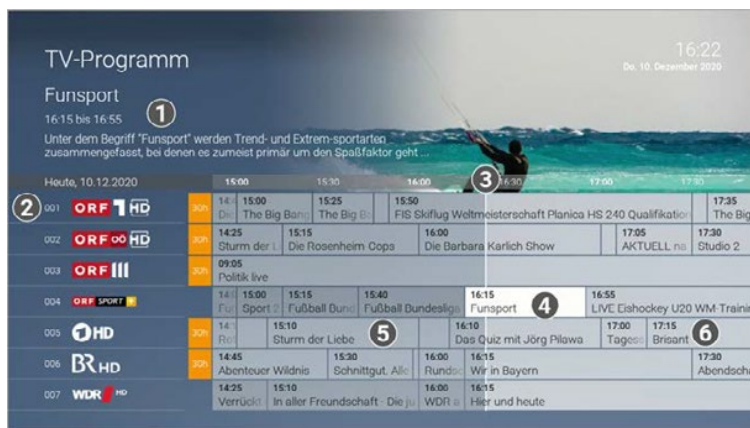 TV-Programm
16:22
Do, 10. Dezember 2020
Funsport
16:15 bis 16:55
1
Unter dem Begriff "Funsport" werden Trend- und Extrem-sportarten
zusammengefasst, bei denen es zumeist primär um den Spaßfaktor geht ...
Heute, 10.12.2020
15:00 15:30 16:00 3 16:30 17:00 17:30
2 001 ORF 1 HD 30h
15:00 15:25 15:50 17:35
The Big Bang The Big FIS Skiflug Weltmeisterschaft Planica HS 240 Qualifikation The Big
002 ORF OÖ HD 30h
14:25 15:15 16:00 17:05 17:30
Sturm der Die Rosenheim Cops Die Barbara Karlich Show AKTUELL na Studio 2
003 ORF III 30h
09:05
Politik live
004 ORF SPORT +
15:00 15:15 15:40 16:15 16:55
Sport Fußball Bund Fußball Bundesliga Funsport 4 LIVE Eishockey U20 WM-Trainin
005 1 HD 30h
15:10 16:10 17:00 17:15
Sturm der Liebe 5 Das Quiz mit Jörg Pilawa Tages Brisant 6
006 BR HD 30h
14:45 15:30 16:00 16:15 17:30
Abenteuer Wildnis Schnittgut. Alle Runds Wir in Bayern Abendsch
007 WDR HD
14:25 15:10 16:00 16:15
Verrückt In aller Freundschaft - Die ju WDR a Hier und heute